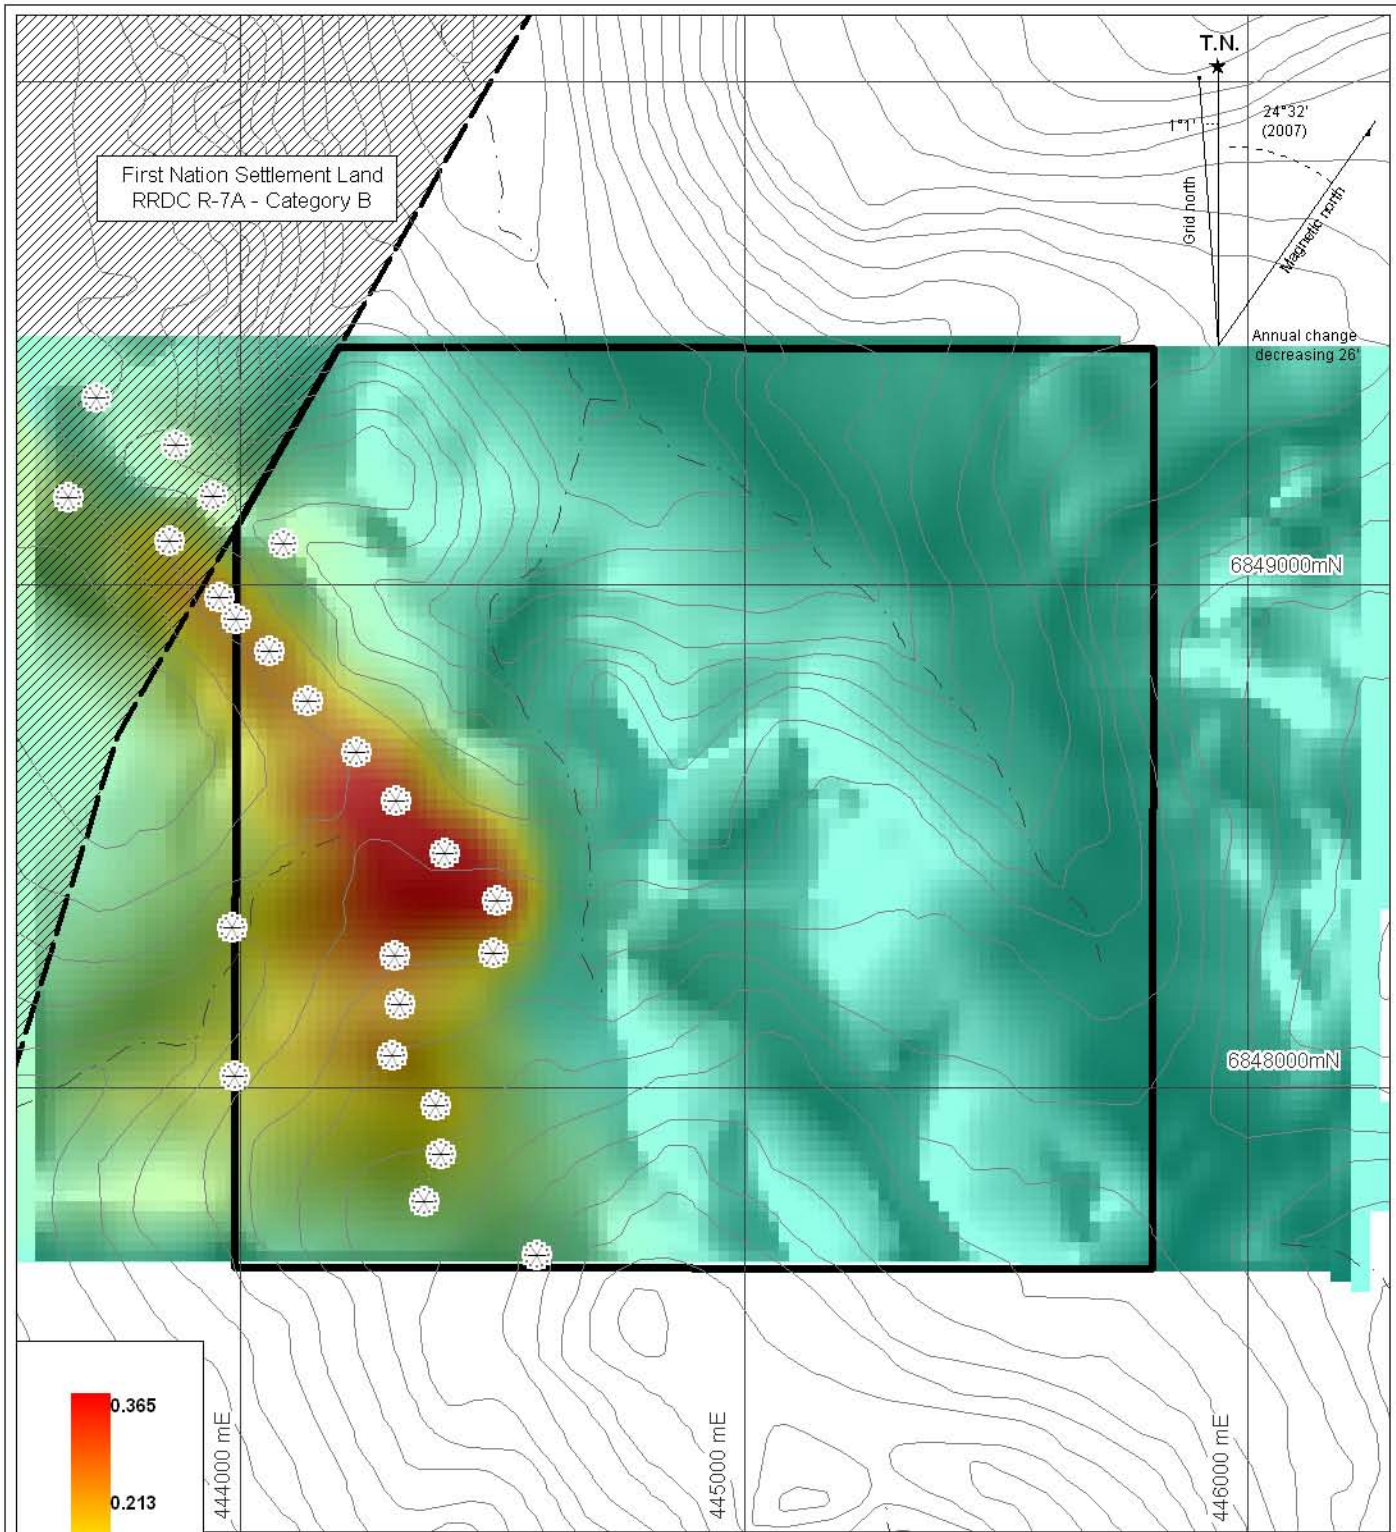 T.N.
24°32'
(2007)
1°1'
First Nation Settlement Land
RRDC R-7A - Category B
Grid north
Magnetic north
Annual change
decreasing 26'
6849000mN
6848000mN
0.365
0.213
444000 mE
445000 mE
446000 mE